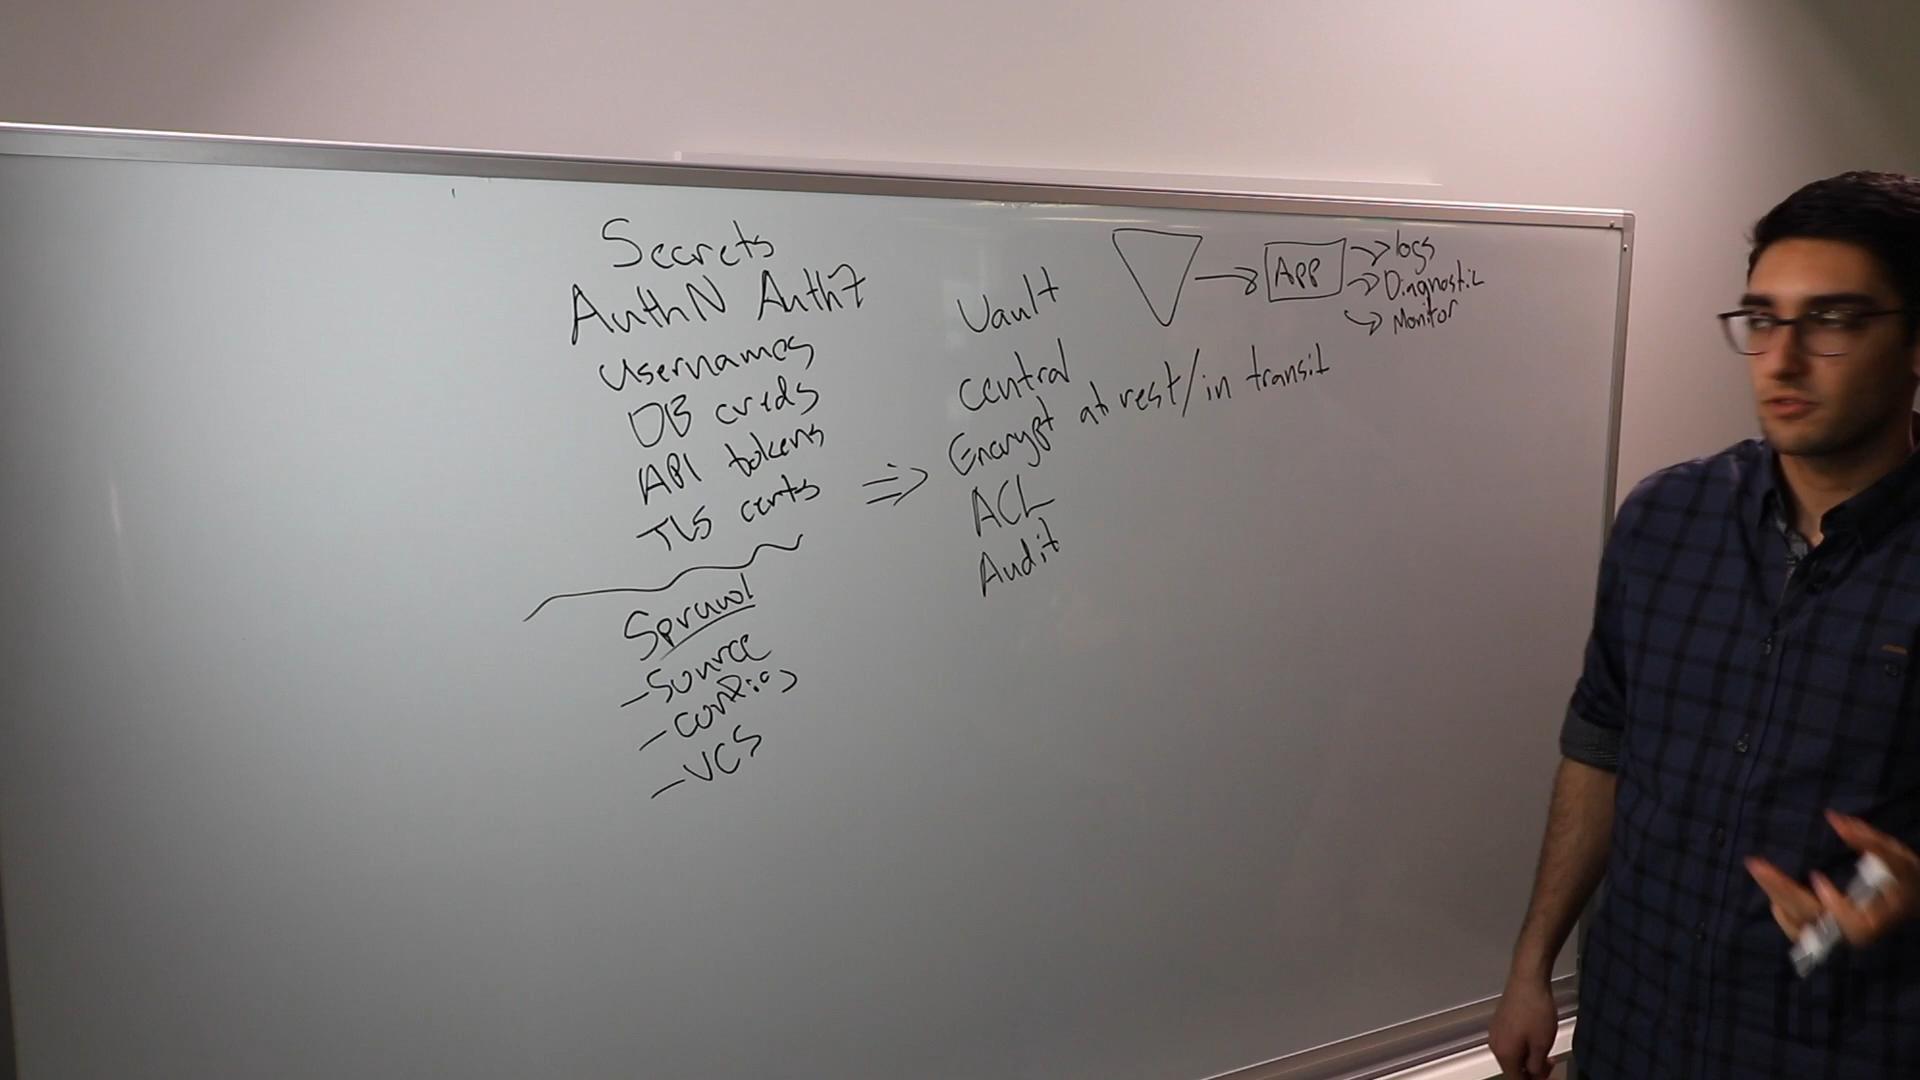 Secrets
AuthN AuthZ
Usernames
DB creds
API tokens
TLS certs
Sprawl
- Source
- Config
- VCS
Vault
central
Encrypt at rest/in transit
ACL
Audit
App
logs
Diagnostic
Monitor